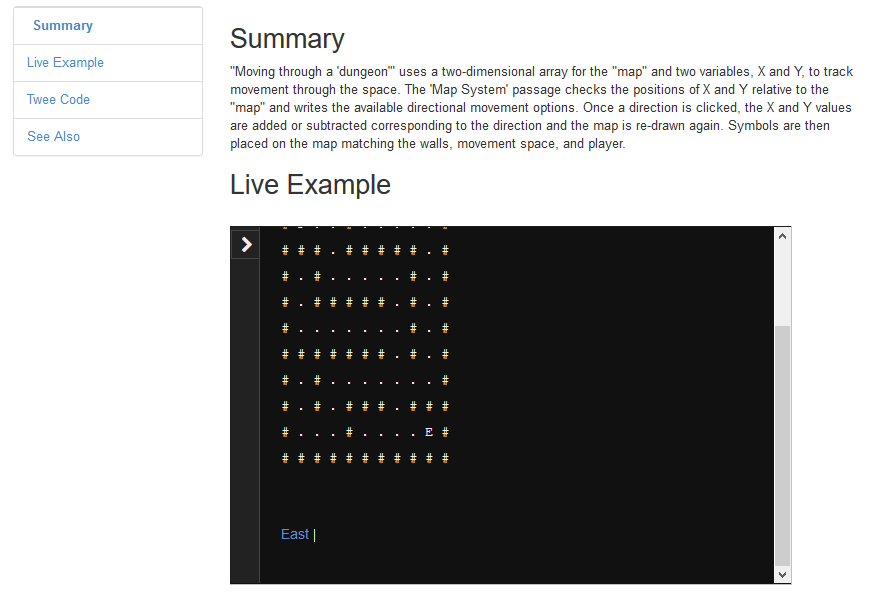 Summary
Live Example
Twee Code
See Also
Summary
"Moving through a 'dungeon'" uses a two-dimensional array for the "map" and two variables, X and Y, to track
movement through the space. The 'Map System' passage checks the positions of X and Y relative to the
"map" and writes the available directional movement options. Once a direction is clicked, the X and Y values
are added or subtracted corresponding to the direction and the map is re-drawn again. Symbols are then
placed on the map matching the walls, movement space, and player.
Live Example
# # # . # # # # # . #
# . # . . . . . # . #
# . # # # # # . # . #
# . . . . . . . # . #
# # # # # # # . # . #
# . # . . . . . . . #
# . # . # # # . # # #
# . . . # . . . . E #
# # # # # # # # # # #
East |